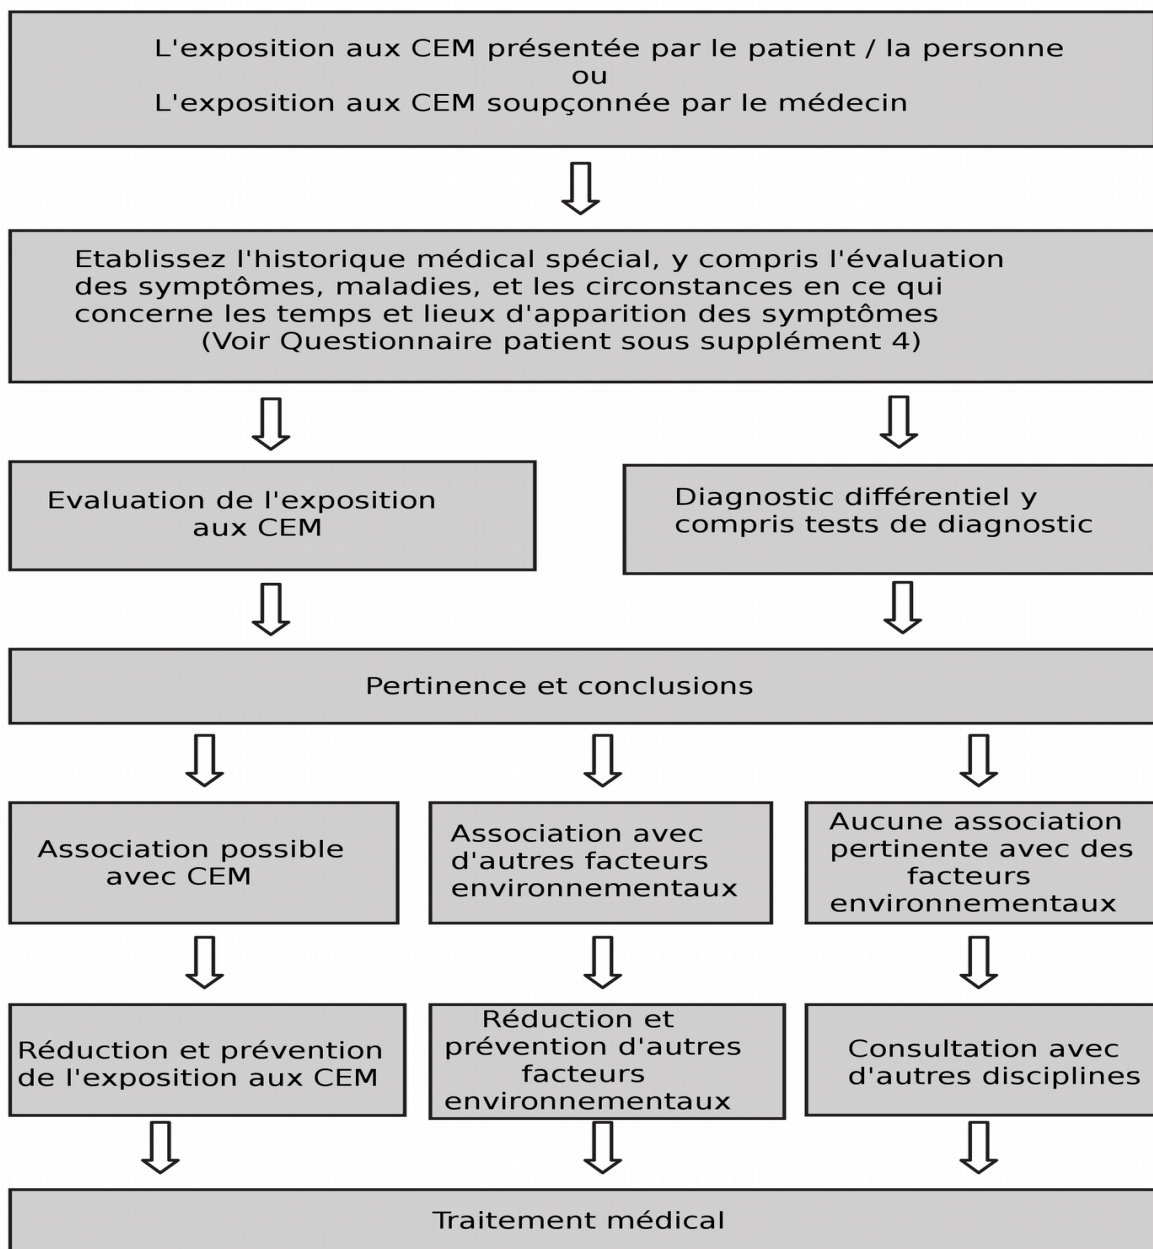 L'exposition aux CEM présentée par le patient / la personne
ou
L'exposition aux CEM soupçonnée par le médecin
Etablissez l'historique médical spécial, y compris l'évaluation
des symptômes, maladies, et les circonstances en ce qui
concerne les temps et lieux d'apparition des symptômes
(Voir Questionnaire patient sous supplément 4)
Evaluation de l'exposition
aux CEM
Diagnostic différentiel y
compris tests de diagnostic
Pertinence et conclusions
Association possible
avec CEM
Association avec
d'autres facteurs
environnementaux
Aucune association
pertinente avec des
facteurs
environnementaux
Réduction et prévention
de l'exposition aux CEM
Réduction et
prévention d'autres
facteurs
environnementaux
Consultation avec
d'autres disciplines
Traitement médical